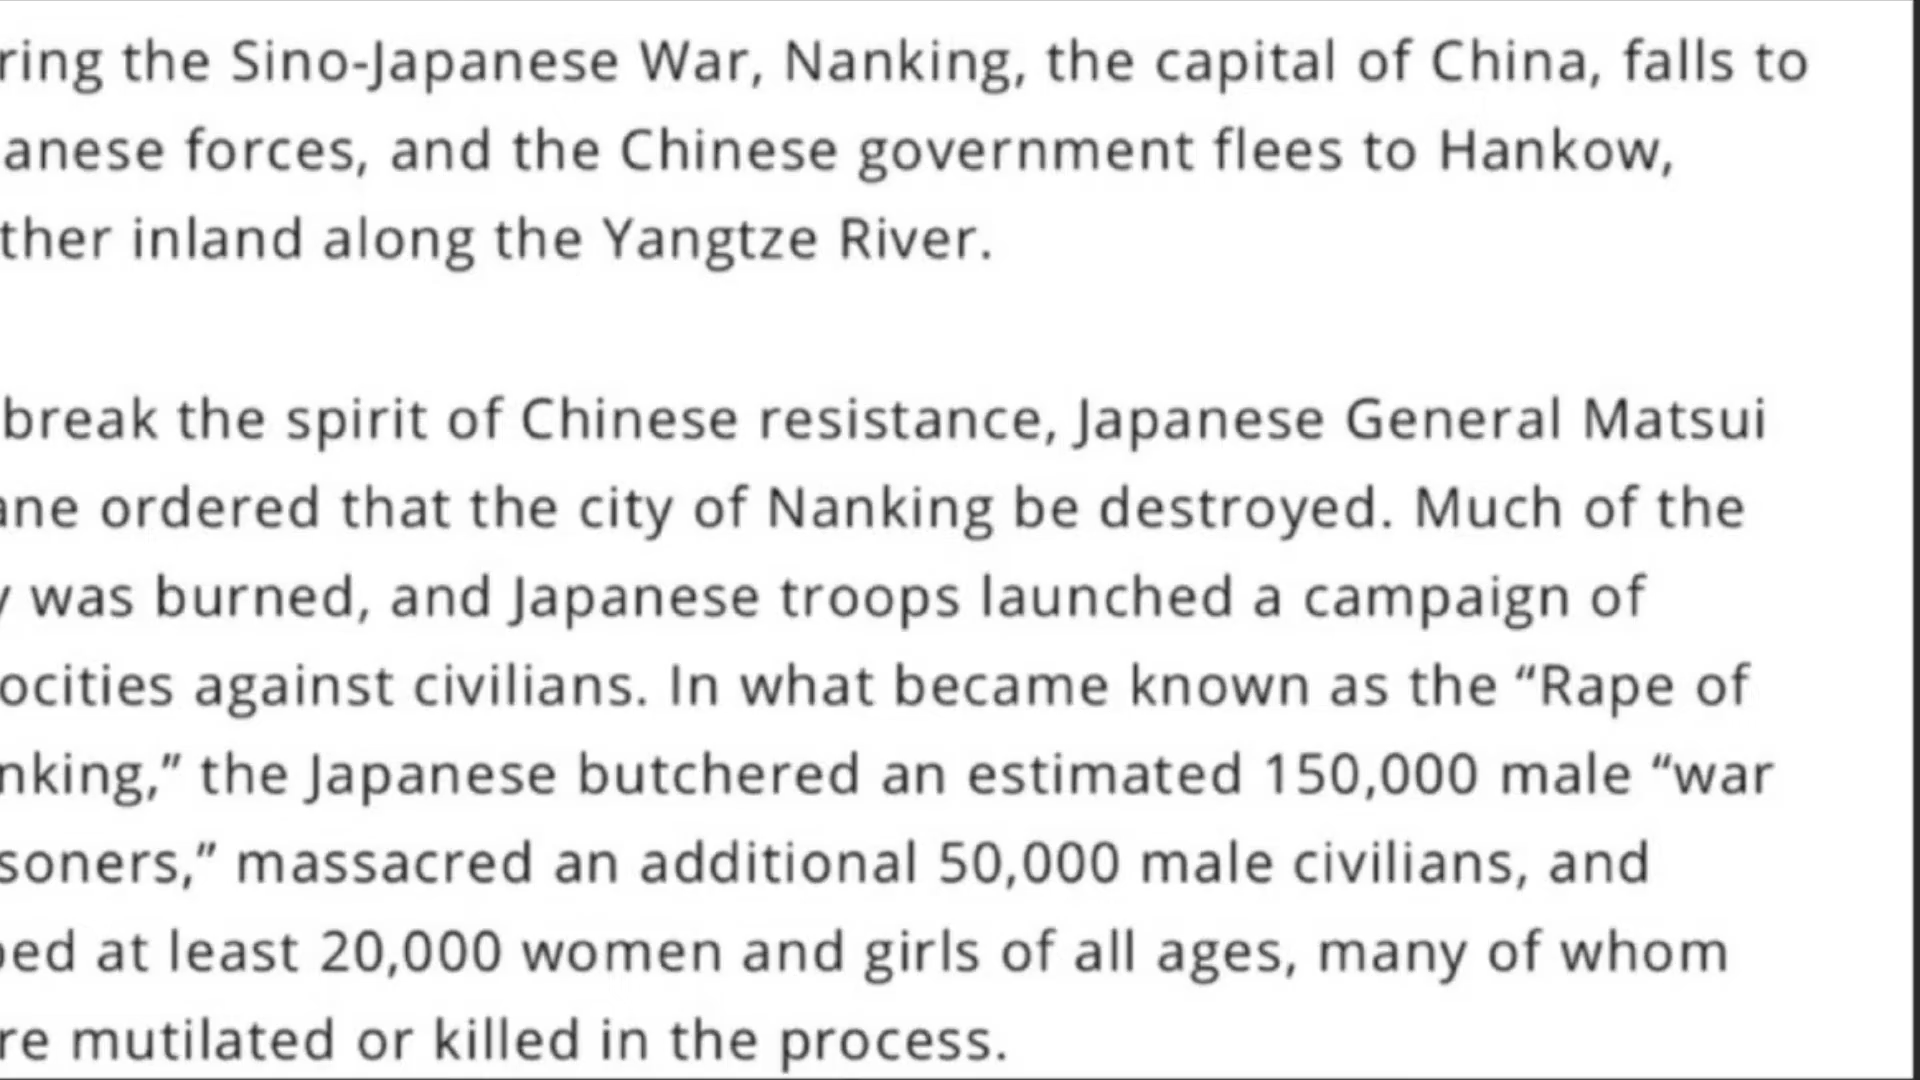 ring the Sino-Japanese War, Nanking, the capital of China, falls to
anese forces, and the Chinese government flees to Hankow,
ther inland along the Yangtze River.
break the spirit of Chinese resistance, Japanese General Matsui
ane ordered that the city of Nanking be destroyed. Much of the
y was burned, and Japanese troops launched a campaign of
ocities against civilians. In what became known as the “Rape of
nking,” the Japanese butchered an estimated 150,000 male “war
soners,” massacred an additional 50,000 male civilians, and
ped at least 20,000 women and girls of all ages, many of whom
re mutilated or killed in the process.